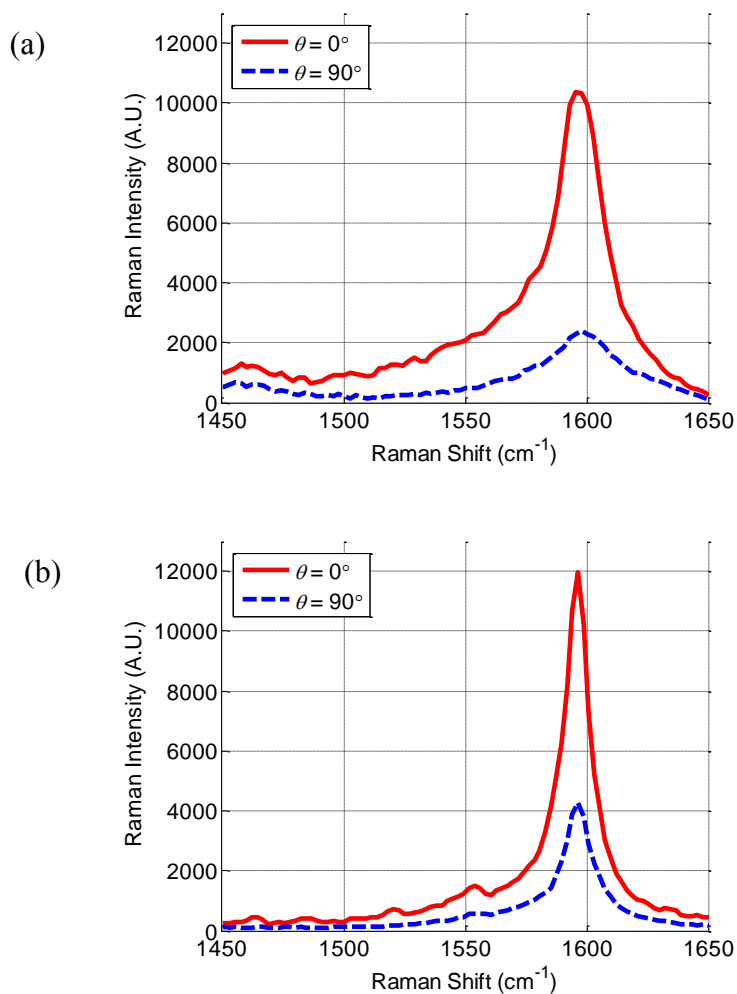 (a)
θ = 0°
θ = 90°
12000
10000
8000
6000
4000
2000
0
Raman Intensity (A.U.)
1450 1500 1550 1600 1650
Raman Shift (cm⁻¹)
(b)
θ = 0°
θ = 90°
12000
10000
8000
6000
4000
2000
0
Raman Intensity (A.U.)
1450 1500 1550 1600 1650
Raman Shift (cm⁻¹)